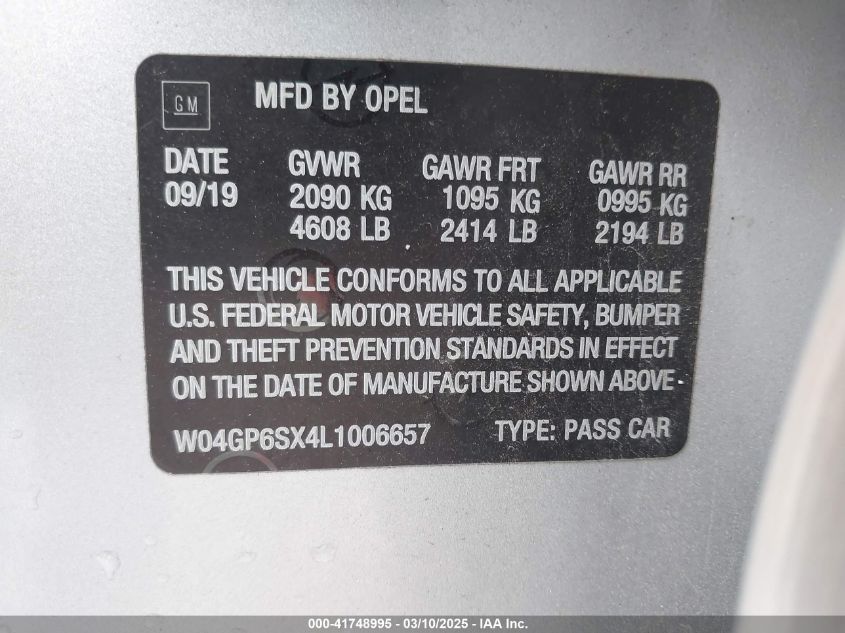 GM
MFD BY OPEL
DATE GVWR GAWR FRT GAWR RR
09/19 2090 KG 1095 KG 0995 KG
4608 LB 2414 LB 2194 LB
THIS VEHICLE CONFORMS TO ALL APPLICABLE
U.S. FEDERAL MOTOR VEHICLE SAFETY, BUMPER
AND THEFT PREVENTION STANDARDS IN EFFECT
ON THE DATE OF MANUFACTURE SHOWN ABOVE.
W04GP6SX4L1006657 TYPE: PASS CAR
000-41748995 — 03/10/2025 — IAA Inc.